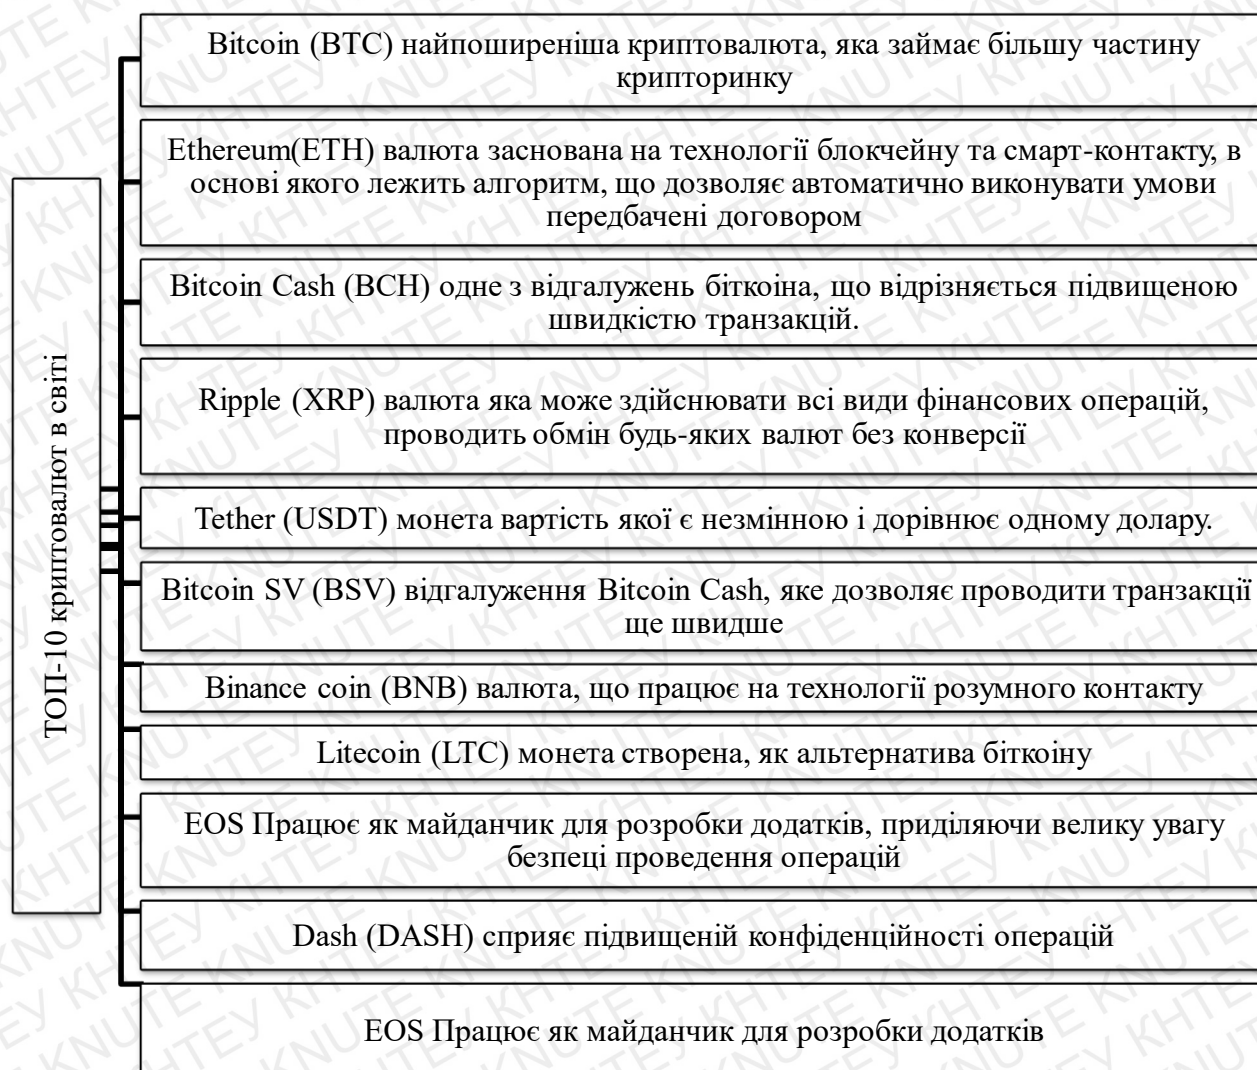 ТОП-10 криптовалют в світі
Bitcoin (BTC) найпоширеніша криптовалюта, яка займає більшу частину
крипторинку
Ethereum(ETH) валюта заснована на технології блокчейну та смарт-контакту, в
основі якого лежить алгоритм, що дозволяє автоматично виконувати умови
передбачені договором
Bitcoin Cash (BCH) одне з відгалужень біткоіна, що відрізняється підвищеною
швидкістю транзакцій.
Ripple (XRP) валюта яка може здійснювати всі види фінансових операцій,
проводить обмін будь-яких валют без конверсії
Tether (USDT) монета вартість якої є незмінною і дорівнює одному долару.
Bitcoin SV (BSV) відгалуження Bitcoin Cash, яке дозволяє проводити транзакції
ще швидше
Binance coin (BNB) валюта, що працює на технології розумного контакту
Litecoin (LTC) монета створена, як альтернатива біткоіну
EOS Працює як майданчик для розробки додатків, приділяючи велику увагу
безпеці проведення операцій
Dash (DASH) сприяє підвищеній конфіденційності операцій
EOS Працює як майданчик для розробки додатків